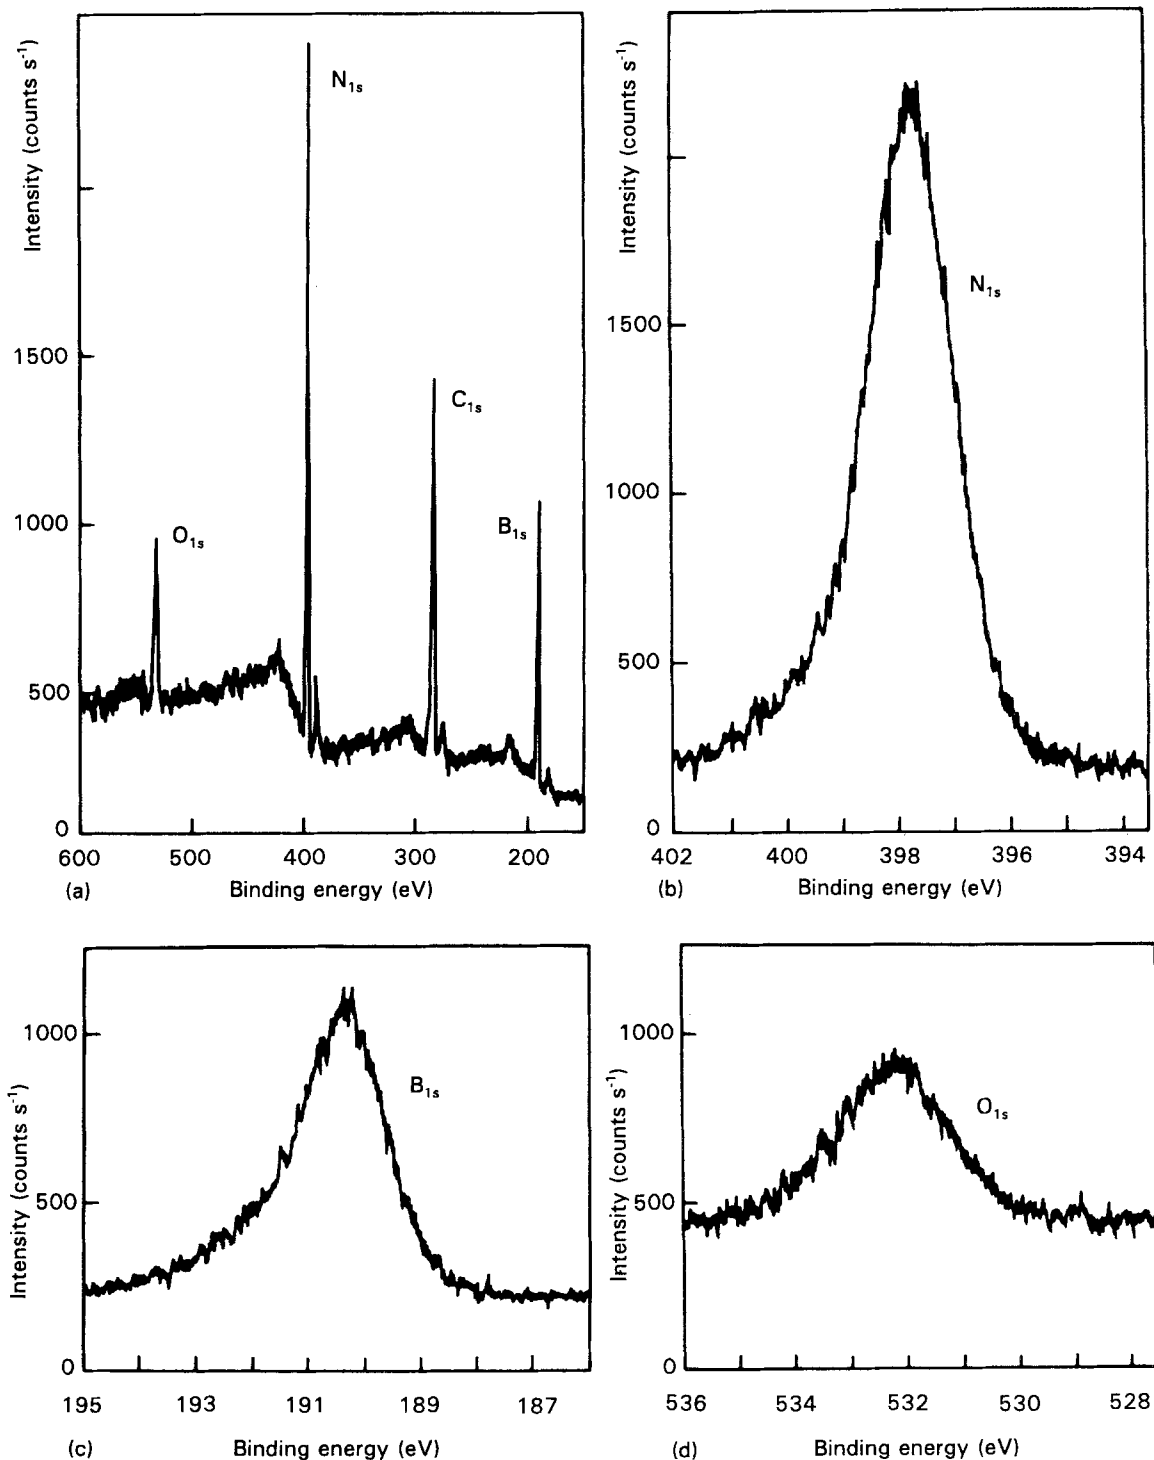 Intensity (counts s⁻¹)
1500
1000
500
0
N₁ₛ
C₁ₛ
B₁ₛ
O₁ₛ
600 500 400 300 200
(a) Binding energy (eV)
Intensity (counts s⁻¹)
1500
1000
500
0
N₁ₛ
402 400 398 396 394
(b) Binding energy (eV)
Intensity (counts s⁻¹)
1000
500
0
B₁ₛ
195 193 191 189 187
(c) Binding energy (eV)
Intensity (counts s⁻¹)
1000
500
0
O₁ₛ
536 534 532 530 528
(d) Binding energy (eV)